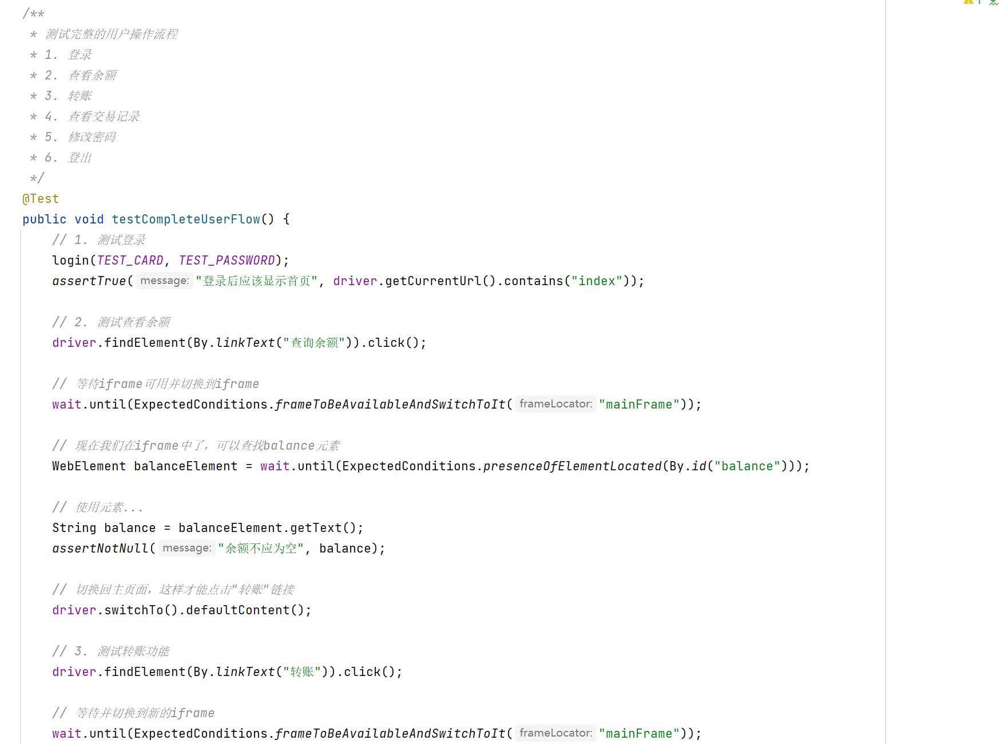 /**
* 测试完整的用户操作流程
* 1. 登录
* 2. 查看余额
* 3. 转账
* 4. 查看交易记录
* 5. 修改密码
* 6. 登出
*/
@Test
public void testCompleteUserFlow() {
// 1. 测试登录
login(TEST_CARD, TEST_PASSWORD);
assertTrue( message: "登录后应该显示首页", driver.getCurrentUrl().contains("index"));
// 2. 测试查看余额
driver.findElement(By.linkText("查询余额")).click();
// 等待iframe可用并切换到iframe
wait.until(ExpectedConditions.frameToBeAvailableAndSwitchToIt( frameLocator: "mainFrame"));
// 现在我们在iframe中了，可以查找balance元素
WebElement balanceElement = wait.until(ExpectedConditions.presenceOfElementLocated(By.id("balance")));
// 使用元素...
String balance = balanceElement.getText();
assertNotNull( message: "余额不应为空", balance);
// 切换回主页面，这样才能点击"转账"链接
driver.switchTo().defaultContent();
// 3. 测试转账功能
driver.findElement(By.linkText("转账")).click();
// 等待并切换到新的iframe
wait.until(ExpectedConditions.frameToBeAvailableAndSwitchToIt( frameLocator: "mainFrame"));